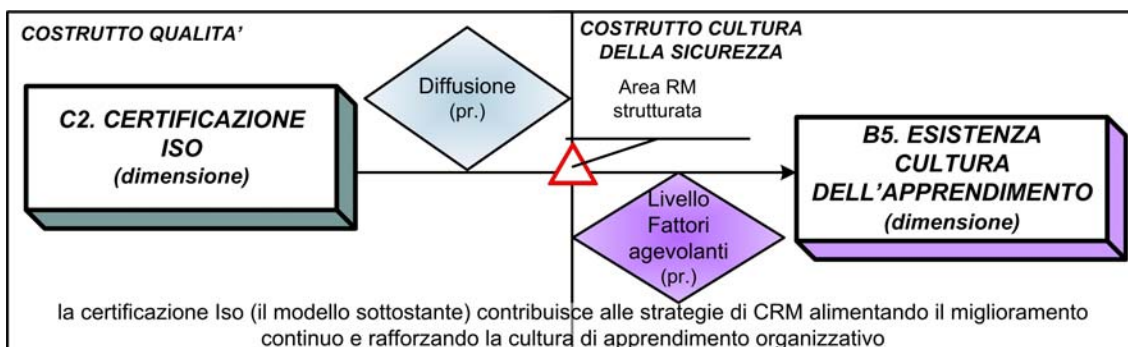 COSTRUTTO QUALITA’
COSTRUTTO CULTURA
DELLA SICUREZZA
Diffusione
(pr.)
Area RM
strutturata
C2. CERTIFICAZIONE
ISO
(dimensione)
B5. ESISTENZA
CULTURA
DELL’APPRENDIMENTO
(dimensione)
Livello
Fattori
agevolanti
(pr.)
la certificazione Iso (il modello sottostante) contribuisce alle strategie di CRM alimentando il miglioramento
continuo e rafforzando la cultura di apprendimento organizzativo